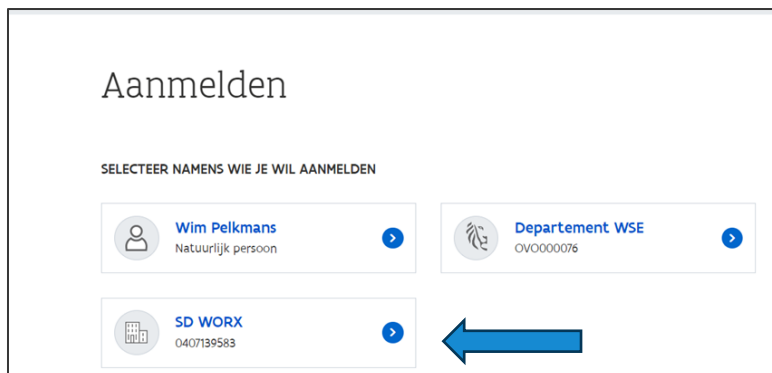 Aanmelden
SELECTEER NAMENS WIE JE WIL AANMELDEN
Wim Pelkmans
Natuurlijk persoon
Departement WSE
OVO000076
SD WORX
0407139583